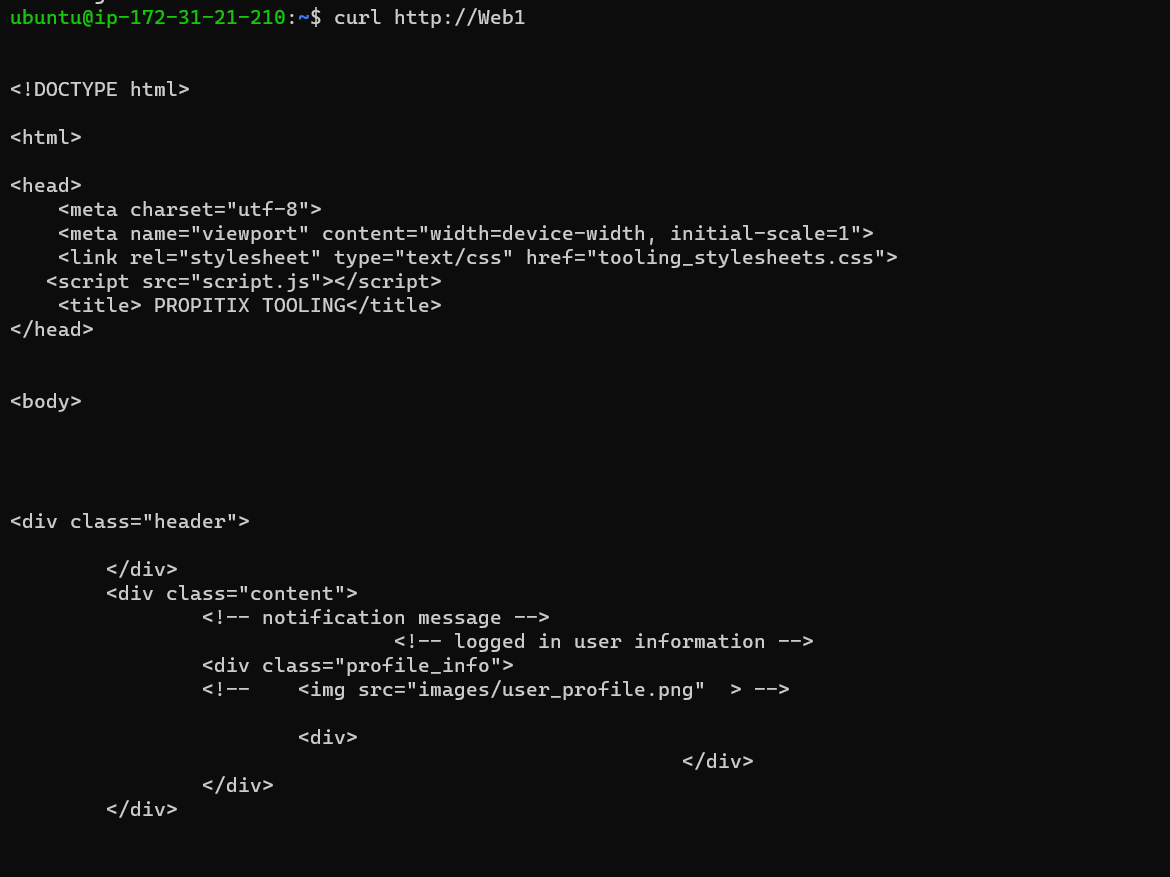 ubuntu@ip-172-31-21-210:~$ curl http://Web1
<!DOCTYPE html>
<html>
<head>
    <meta charset="utf-8">
    <meta name="viewport" content="width=device-width, initial-scale=1">
    <link rel="stylesheet" type="text/css" href="tooling_stylesheets.css">
   <script src="script.js"></script>
    <title> PROPITIX TOOLING</title>
</head>
<body>
<div class="header">
        </div>
        <div class="content">
                <!-- notification message -->
                                <!-- logged in user information -->
                <div class="profile_info">
                <!--    <img src="images/user_profile.png"  > -->
                        <div>
                                                        </div>
                </div>
        </div>